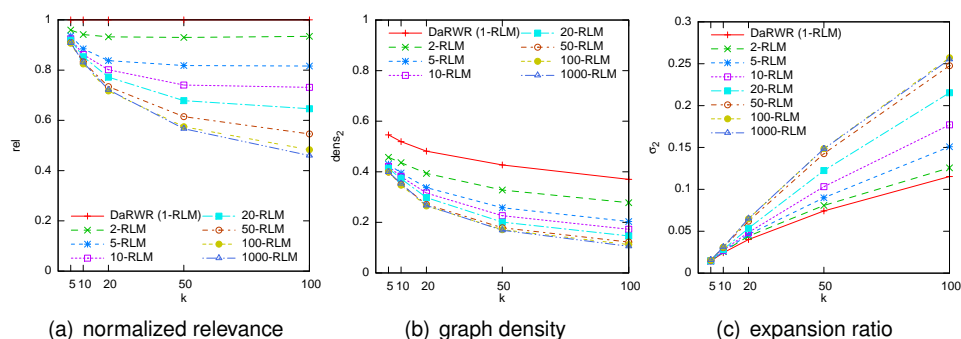 1
0.8
0.6
0.4
0.2
0
rel
DaRWR (1-RLM)
2-RLM
5-RLM
10-RLM
20-RLM
50-RLM
100-RLM
1000-RLM
5 10 20 50 100
k
(a) normalized relevance
1
0.8
0.6
0.4
0.2
0
dens₂
DaRWR (1-RLM)
2-RLM
5-RLM
10-RLM
20-RLM
50-RLM
100-RLM
1000-RLM
5 10 20 50 100
k
(b) graph density
0.3
0.25
0.2
0.15
0.1
0.05
0
σ₂
DaRWR (1-RLM)
2-RLM
5-RLM
10-RLM
20-RLM
50-RLM
100-RLM
1000-RLM
5 10 20 50 100
k
(c) expansion ratio